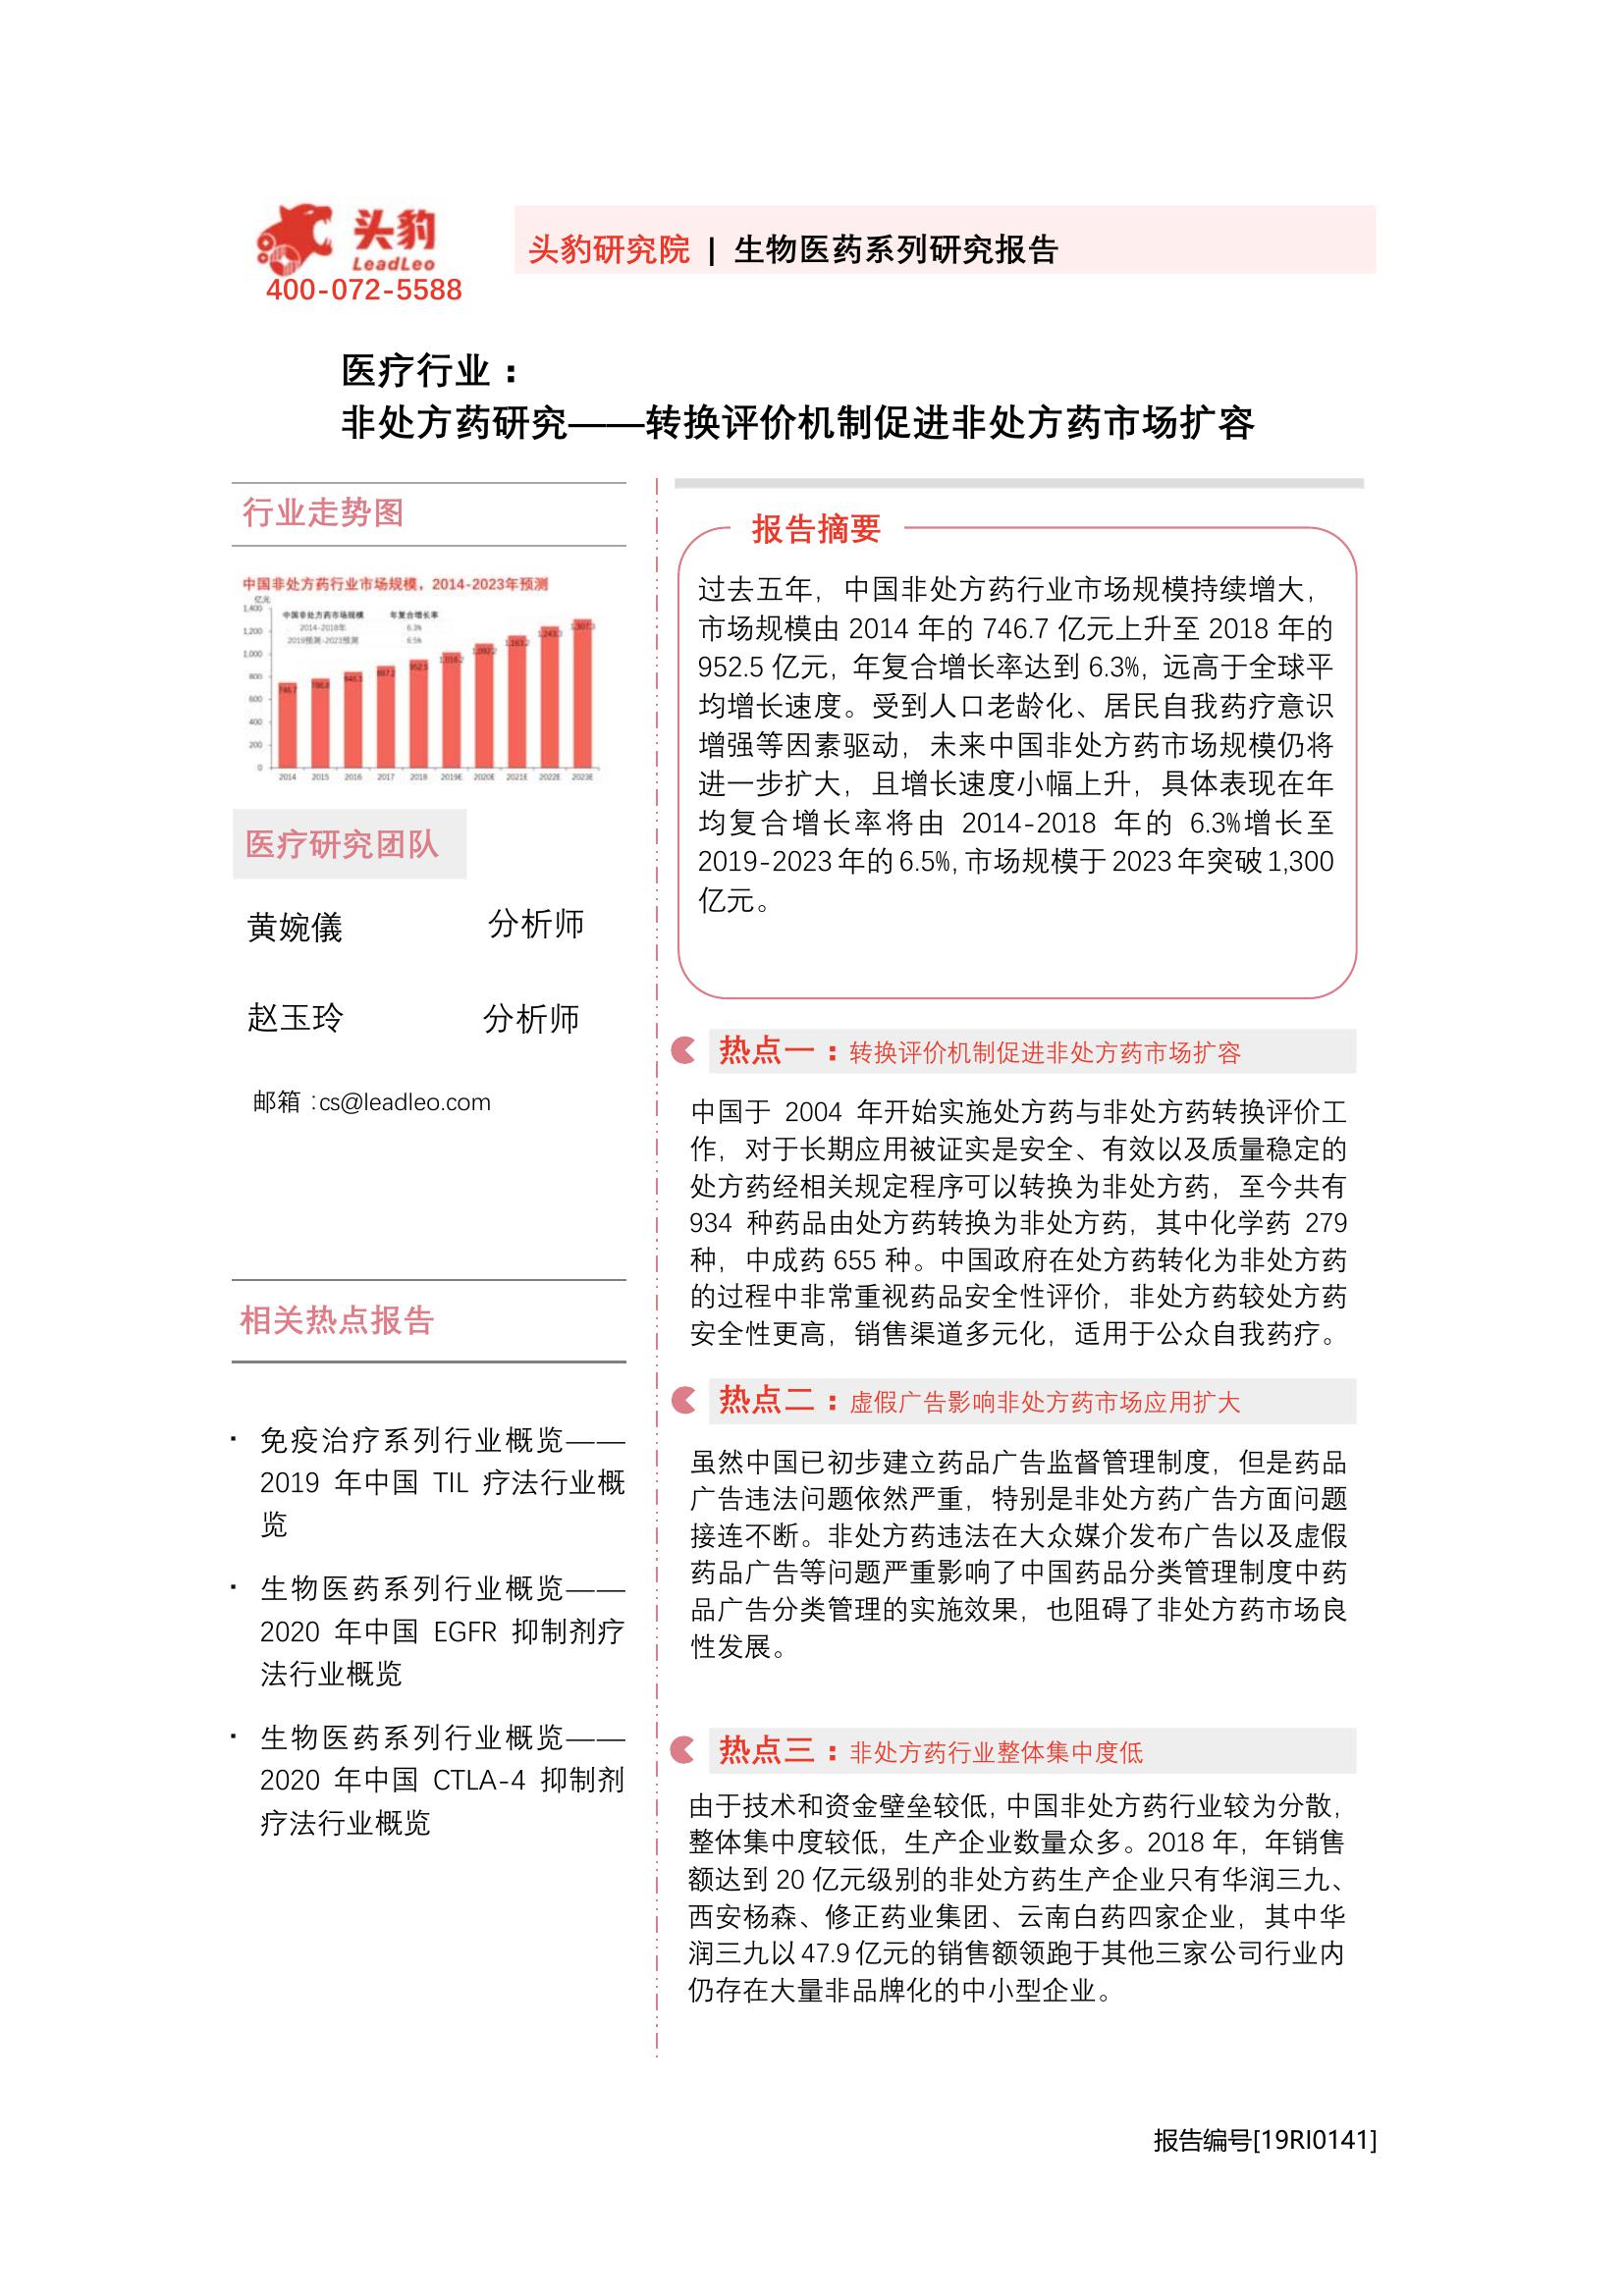 头豹
LeadLeo
400-072-5588
头豹研究院 | 生物医药系列研究报告
医疗行业：
非处方药研究——转换评价机制促进非处方药市场扩容
行业走势图
中国非处方药行业市场规模，2014-2023年预测
亿元
中国非处方药市场规模 年复合增长率
2014-2018年 6.3%
2019预测-2023预测 6.5%
1,400
1,200
1,000
800
600
400
200
0
746.7 897.2 952.5 1,016.2 1,092.2 1,163.2 1,243.3 1,307.3
2014 2015 2016 2017 2018 2019E 2020E 2021E 2022E 2023E
医疗研究团队
黄婉儀 分析师
赵玉玲 分析师
邮箱：cs@leadleo.com
相关热点报告
· 免疫治疗系列行业概览——
2019 年中国 TIL 疗法行业概
览
· 生物医药系列行业概览——
2020 年中国 EGFR 抑制剂疗
法行业概览
· 生物医药系列行业概览——
2020 年中国 CTLA-4 抑制剂
疗法行业概览
报告摘要
过去五年，中国非处方药行业市场规模持续增大，
市场规模由 2014 年的 746.7 亿元上升至 2018 年的
952.5 亿元，年复合增长率达到 6.3%，远高于全球平
均增长速度。受到人口老龄化、居民自我药疗意识
增强等因素驱动，未来中国非处方药市场规模仍将
进一步扩大，且增长速度小幅上升，具体表现在年
均复合增长率将由 2014-2018 年的 6.3%增长至
2019-2023 年的 6.5%，市场规模于 2023 年突破 1,300
亿元。
热点一：转换评价机制促进非处方药市场扩容
中国于 2004 年开始实施处方药与非处方药转换评价工
作，对于长期应用被证实是安全、有效以及质量稳定的
处方药经相关规定程序可以转换为非处方药，至今共有
934 种药品由处方药转换为非处方药，其中化学药 279
种，中成药 655 种。中国政府在处方药转化为非处方药
的过程中非常重视药品安全性评价，非处方药较处方药
安全性更高，销售渠道多元化，适用于公众自我药疗。
热点二：虚假广告影响非处方药市场应用扩大
虽然中国已初步建立药品广告监督管理制度，但是药品
广告违法问题依然严重，特别是非处方药广告方面问题
接连不断。非处方药违法在大众媒介发布广告以及虚假
药品广告等问题严重影响了中国药品分类管理制度中药
品广告分类管理的实施效果，也阻碍了非处方药市场良
性发展。
热点三：非处方药行业整体集中度低
由于技术和资金壁垒较低，中国非处方药行业较为分散，
整体集中度较低，生产企业数量众多。2018 年，年销售
额达到 20 亿元级别的非处方药生产企业只有华润三九、
西安杨森、修正药业集团、云南白药四家企业，其中华
润三九以 47.9 亿元的销售额领跑于其他三家公司行业内
仍存在大量非品牌化的中小型企业。
报告编号[19RI0141]